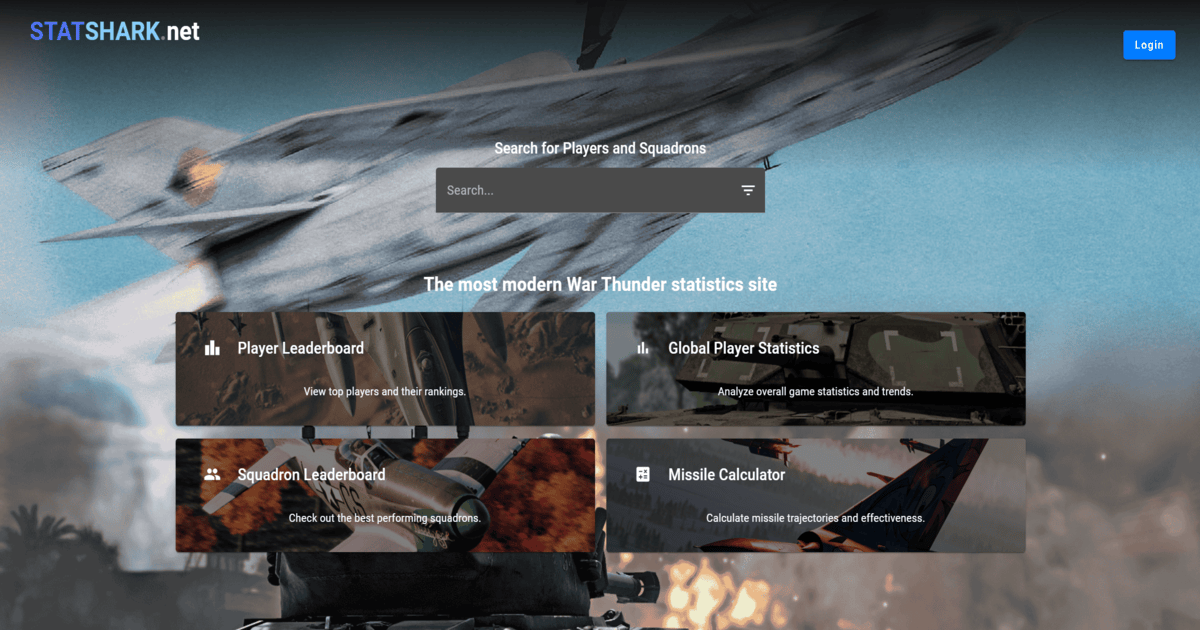 STATSHARK.net
Login
Search for Players and Squadrons
Search...
The most modern War Thunder statistics site
Player Leaderboard
View top players and their rankings.
Global Player Statistics
Analyze overall game statistics and trends.
Squadron Leaderboard
Check out the best performing squadrons.
Missile Calculator
Calculate missile trajectories and effectiveness.